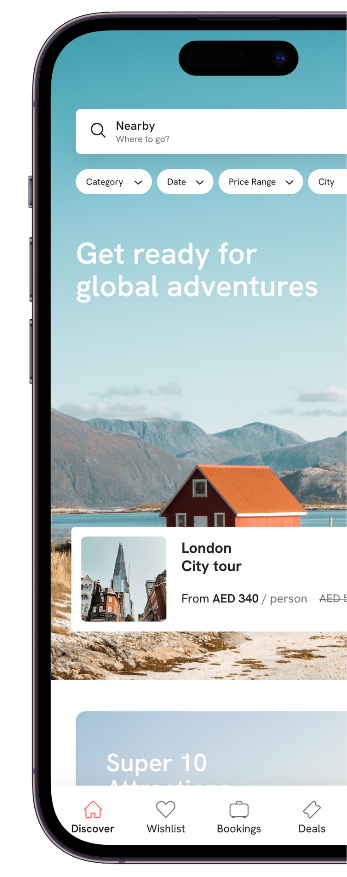 Nearby
Where to go?
Category
Date
Price Range
City
Get ready for
global adventures
London
City tour
From AED 340 / person AED
Super 10
Attractions
Discover
Wishlist
Bookings
Deals